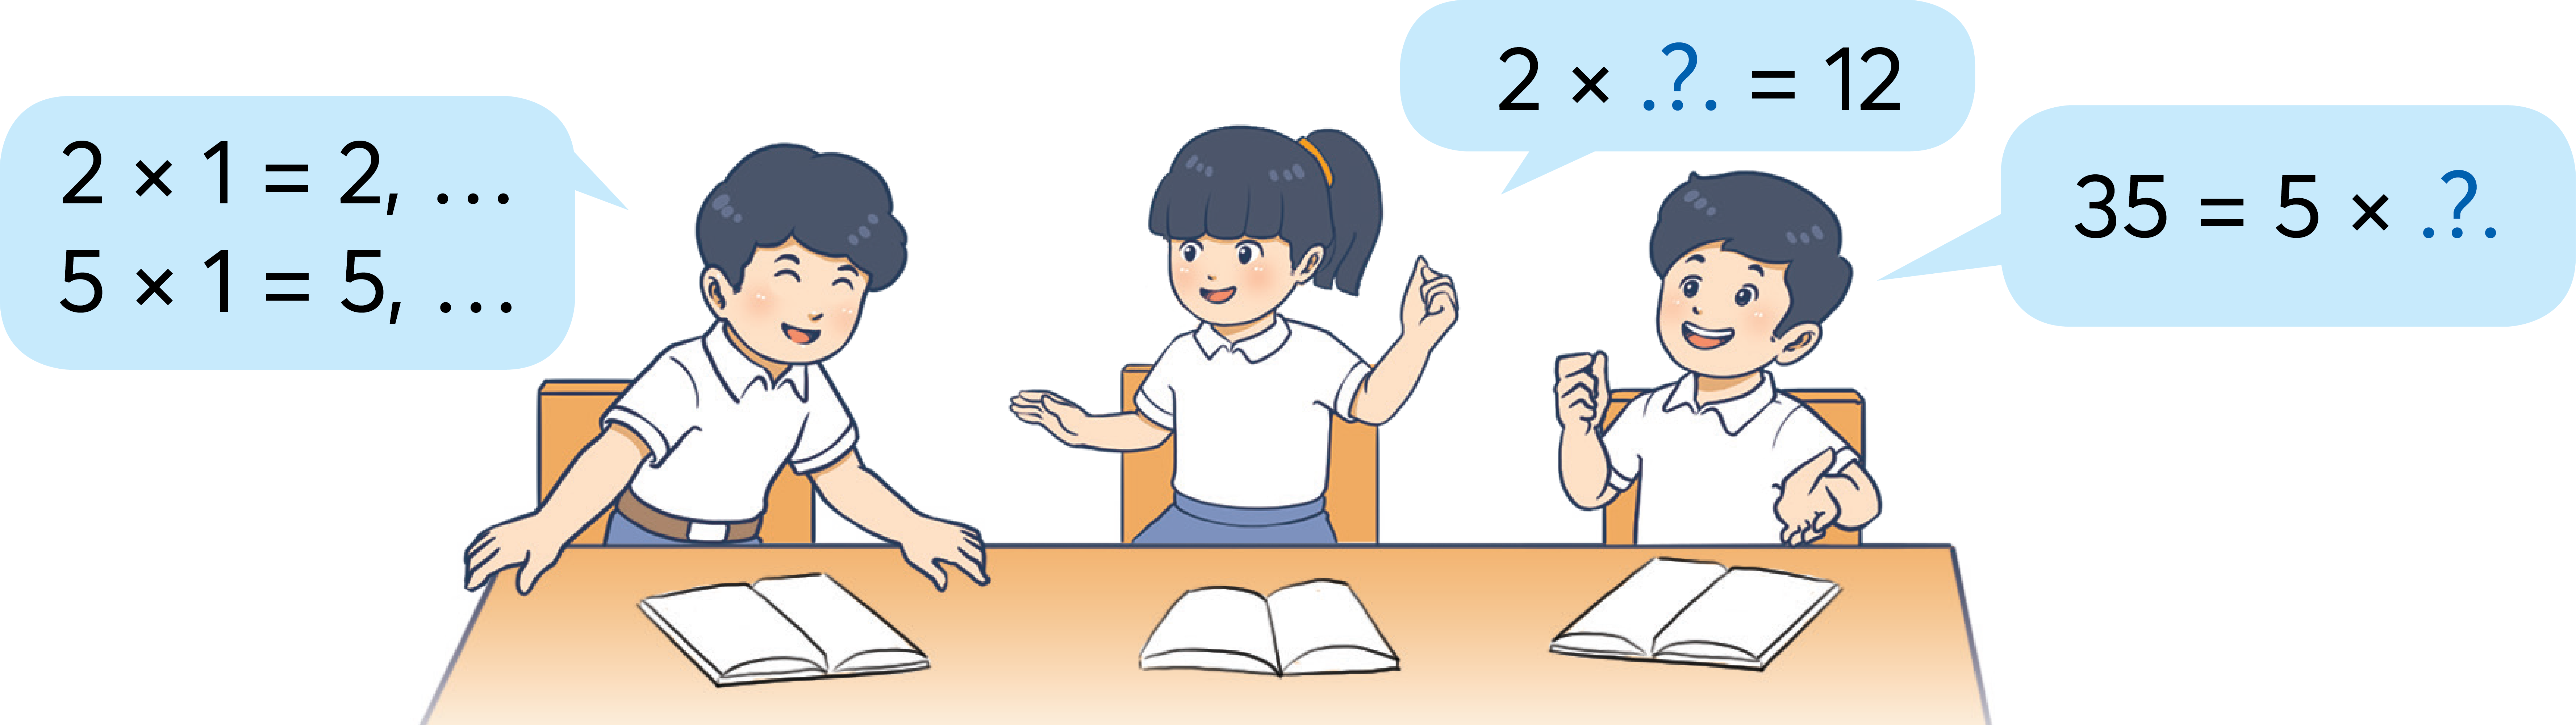 2 × 1 = 2, ...
5 × 1 = 5, ...
2 × .?. = 12
35 = 5 × .?.